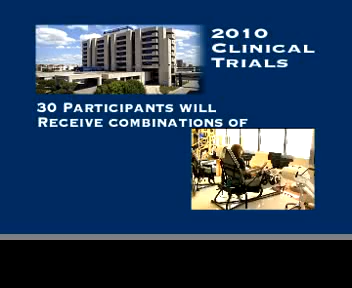 2010
Clinical
Trials
30 Participants will
Receive combinations of